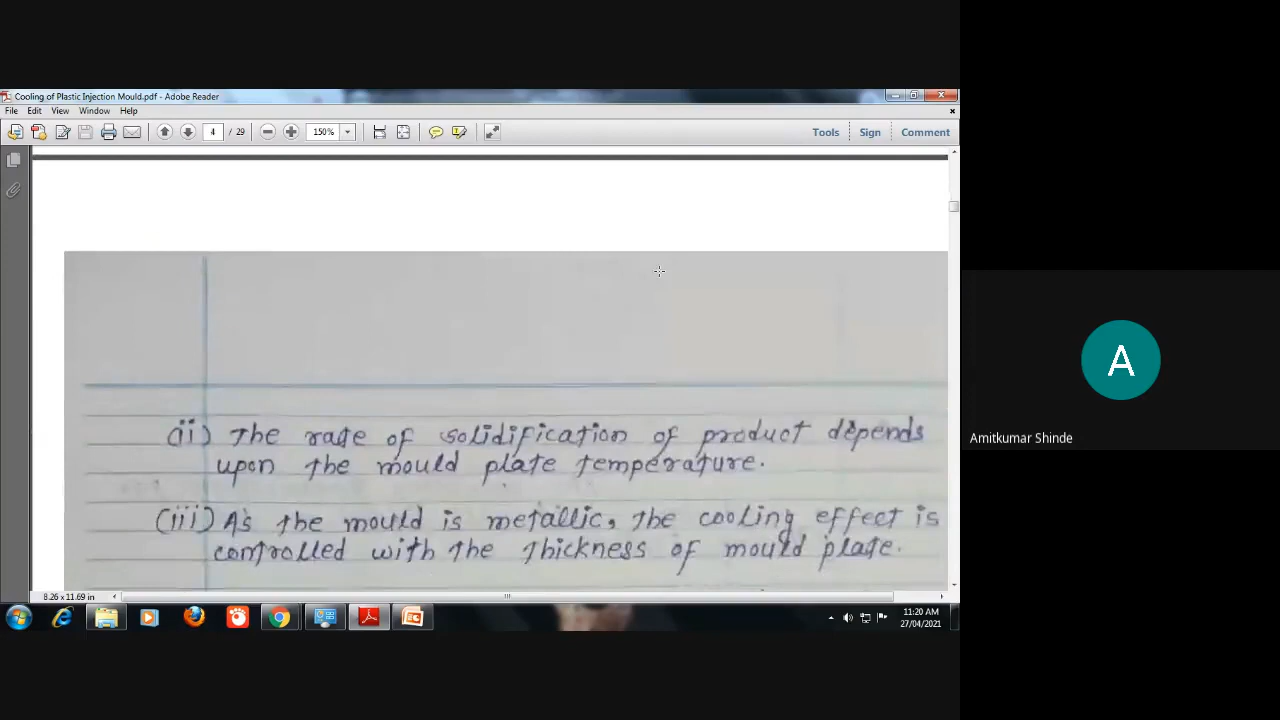 Cooling of Plastic Injection Mould.pdf - Adobe Reader
File Edit View Window Help
4 / 29 150% Tools Sign Comment
(ii) The rate of solidification of product depends
upon the mould plate temperature.
(iii) As the mould is metallic, the cooling effect is
controlled with the thickness of mould plate.
8.26 x 11.69 in
11:20 AM
27/04/2021
A
Amitkumar Shinde